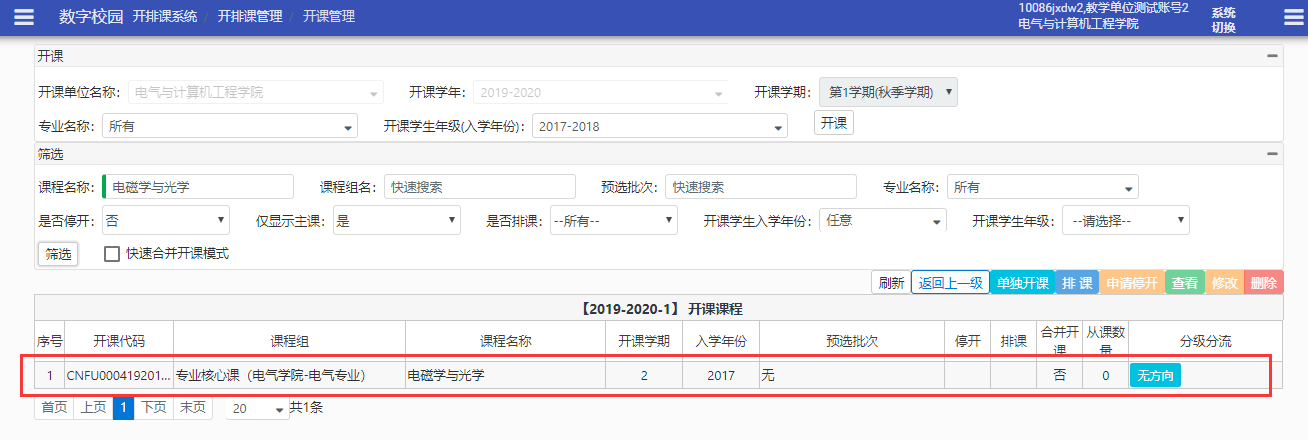 数字校园 开排课系统 / 开排课管理 / 开课管理 10086jxdw2,教学单位测试账号2 电气与计算机工程学院 系统切换
开课
开课单位名称: 电气与计算机工程学院 开课学年: 2019-2020 开课学期: 第1学期(秋季学期)
专业名称: 所有 开课学生年级(入学年份): 2017-2018 开课
筛选
课程名称: 电磁学与光学 课程组名: 快速搜索 预选批次: 快速搜索 专业名称: 所有
是否停开: 否 仅显示主课: 是 是否排课: --所有-- 开课学生入学年份: 任意 开课学生年级: --请选择--
筛选 快速合并开课模式
刷新 返回上一级 单独开课 排 课 申请停开 查看 修改 删除
【2019-2020-1】 开课课程
序号 开课代码 课程组 课程名称 开课学期 入学年份 预选批次 停开 排课 合并开课 从课数量 分级分流
1 CNFU000419201... 专业核心课（电气学院-电气专业） 电磁学与光学 2 2017 无 否 0 无方向
首页 上页 1 下页 末页 20 共1条